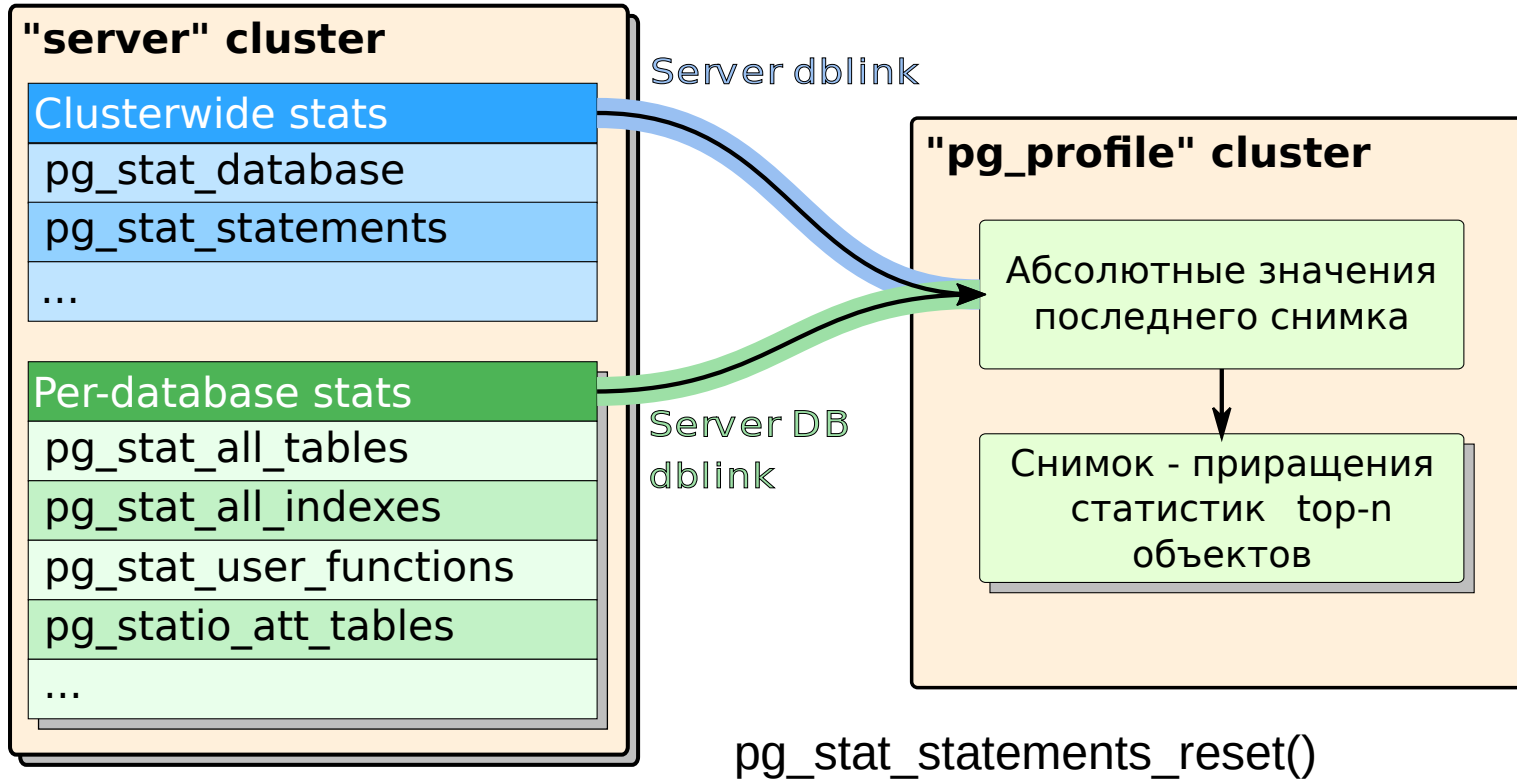 "server" cluster
Clusterwide stats
pg_stat_database
pg_stat_statements
...
Per-database stats
pg_stat_all_tables
pg_stat_all_indexes
pg_stat_user_functions
pg_statio_att_tables
...
Server dblink
Server DB
dblink
"pg_profile" cluster
Абсолютные значения
последнего снимка
Снимок - приращения
статистик top-n
объектов
pg_stat_statements_reset()